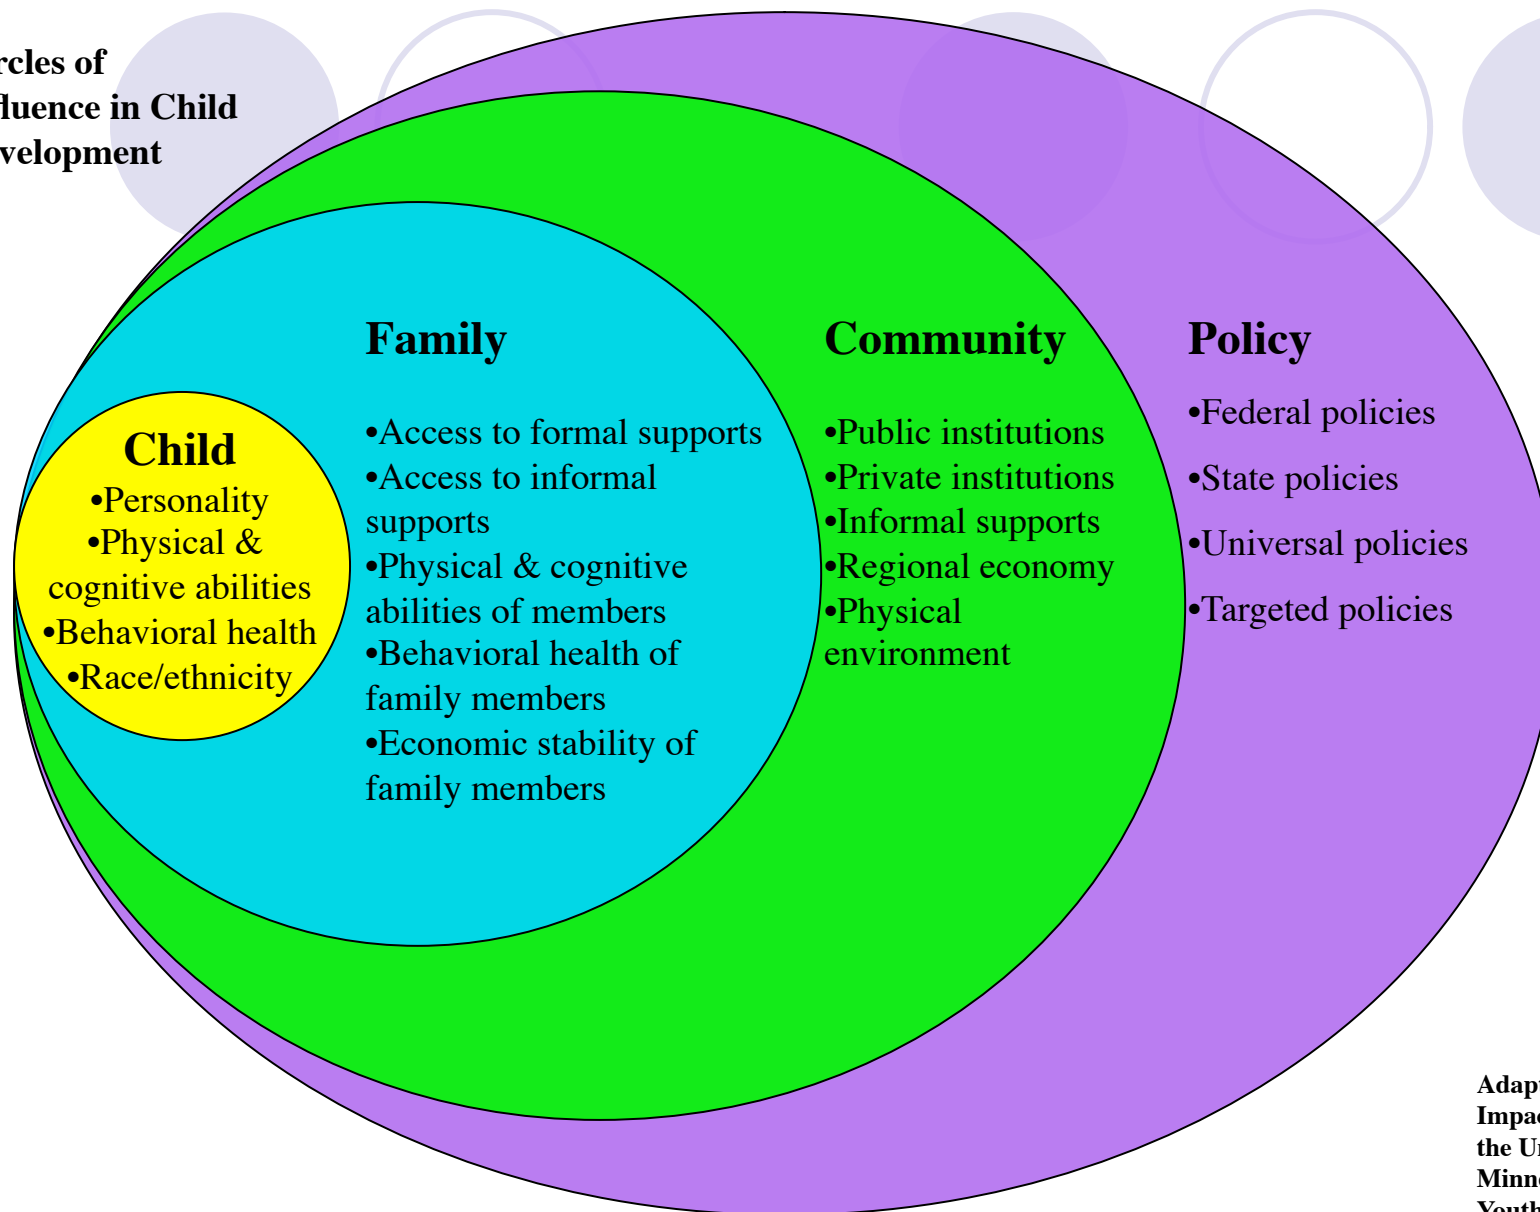 rcles of
fluence in Child
velopment
Child
•Personality
•Physical &
cognitive abilities
•Behavioral health
•Race/ethnicity
Family
•Access to formal supports
•Access to informal
supports
•Physical & cognitive
abilities of members
•Behavioral health of
family members
•Economic stability of
family members
Community
•Public institutions
•Private institutions
•Informal supports
•Regional economy
•Physical
environment
Policy
•Federal policies
•State policies
•Universal policies
•Targeted policies
Adap
Impac
the U
Minn
Youth